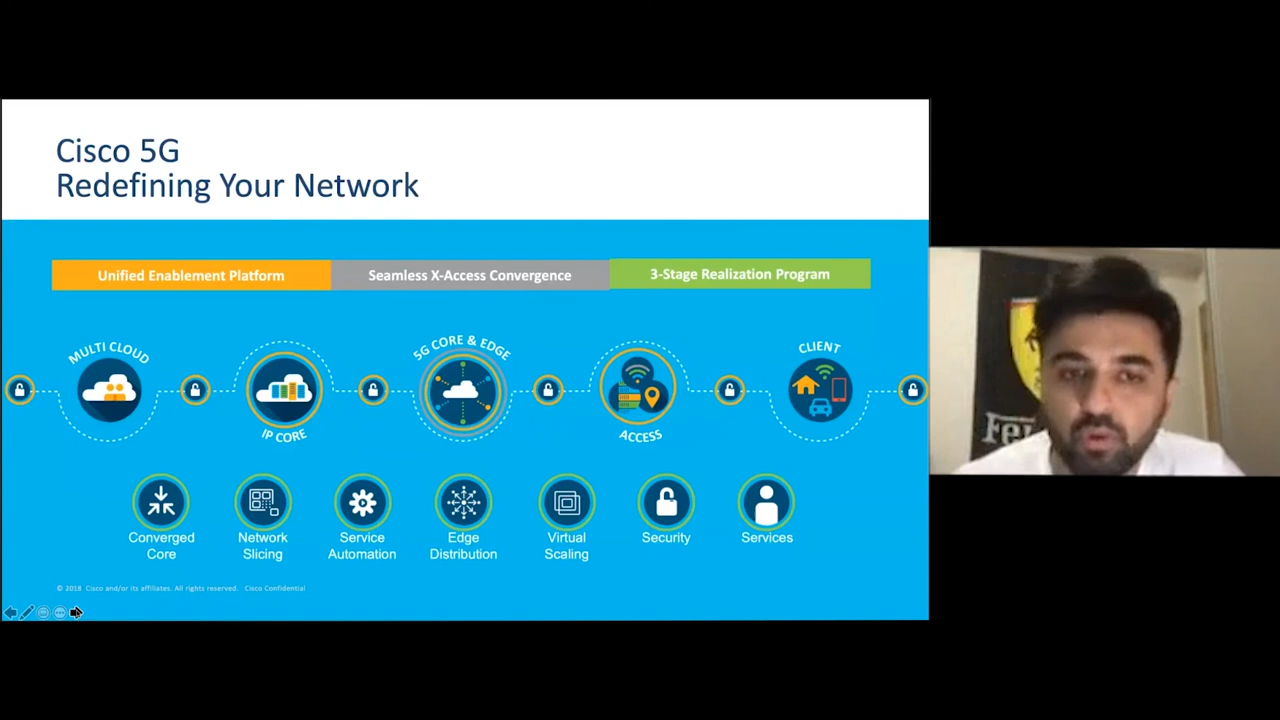 Cisco 5G
Redefining Your Network
Unified Enablement Platform
Seamless X-Access Convergence
3-Stage Realization Program
MULTI CLOUD
IP CORE
5G CORE & EDGE
ACCESS
CLIENT
Converged
Core
Network
Slicing
Service
Automation
Edge
Distribution
Virtual
Scaling
Security
Services
© 2018 Cisco and/or its affiliates. All rights reserved. Cisco Confidential